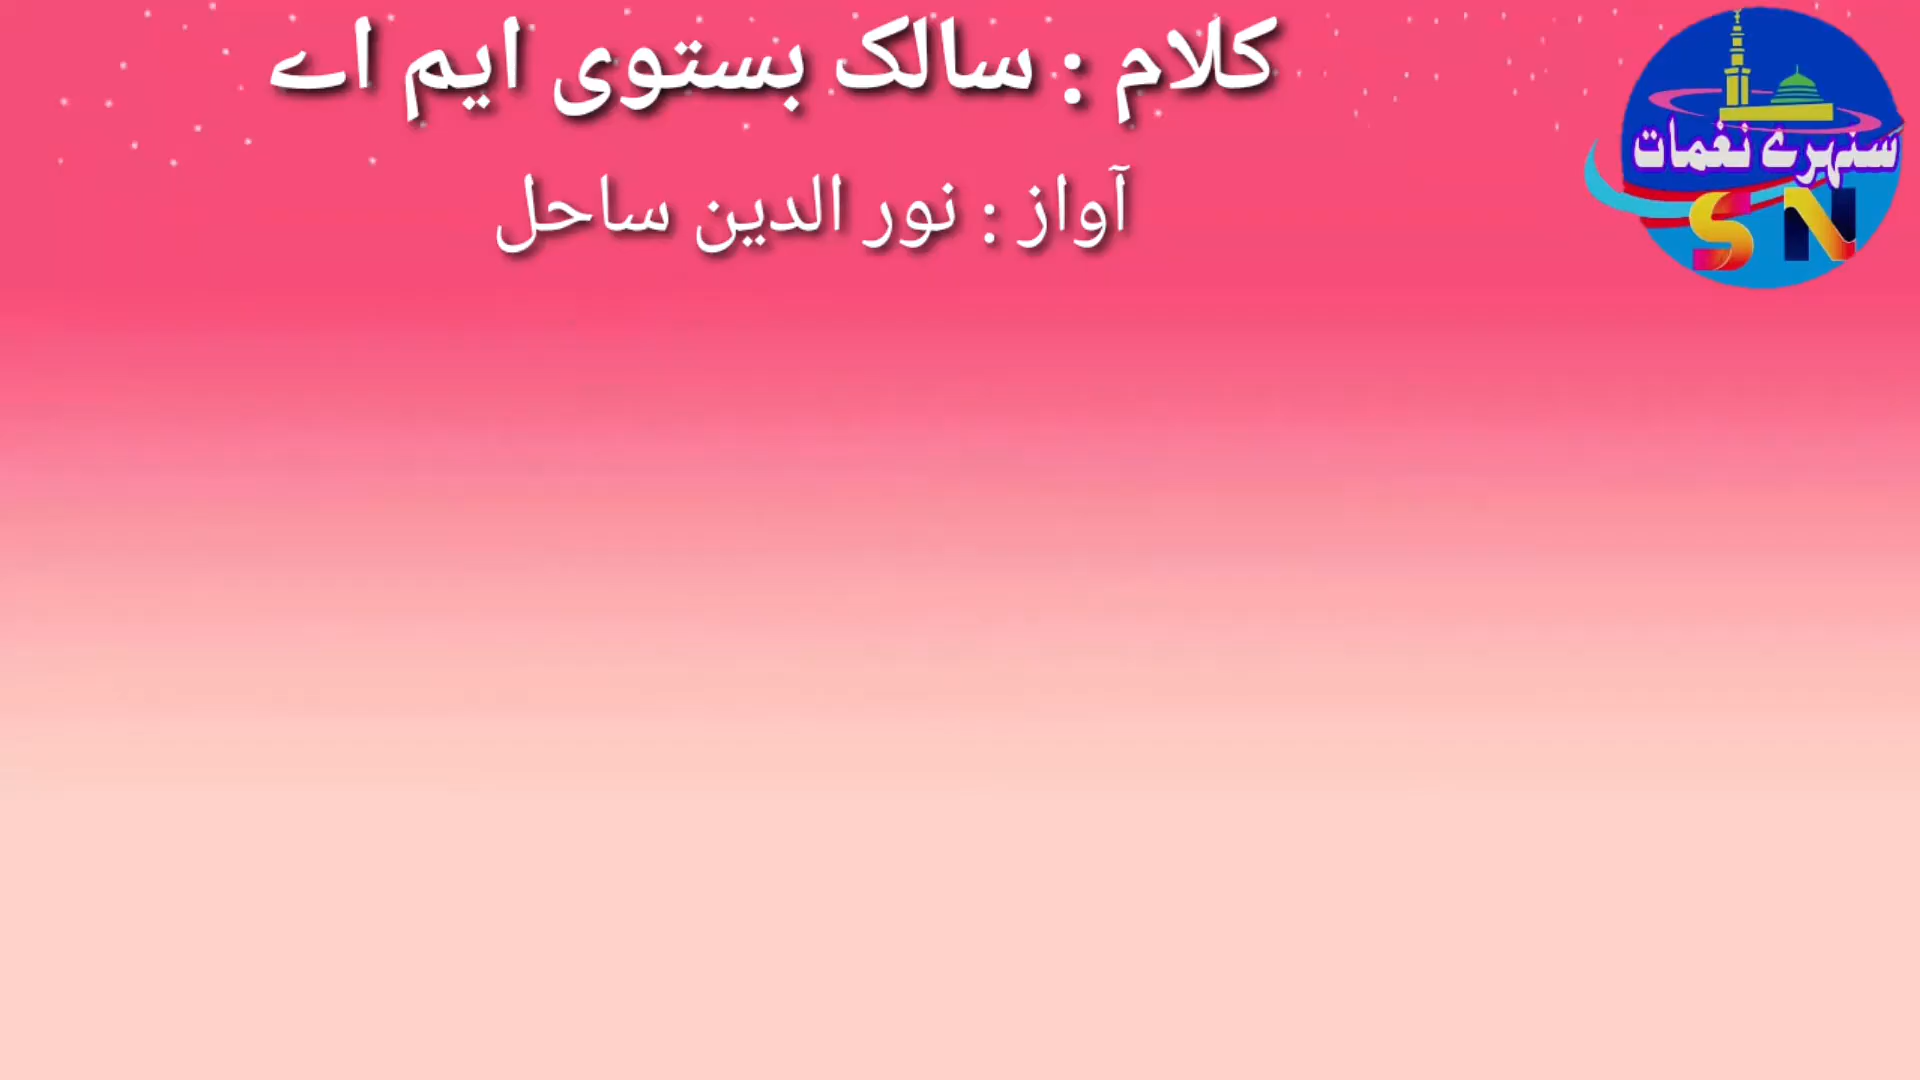 کلام : سالک بستوی ایم اے
آواز : نور الدین ساحل
سنہرے نغمات
SN